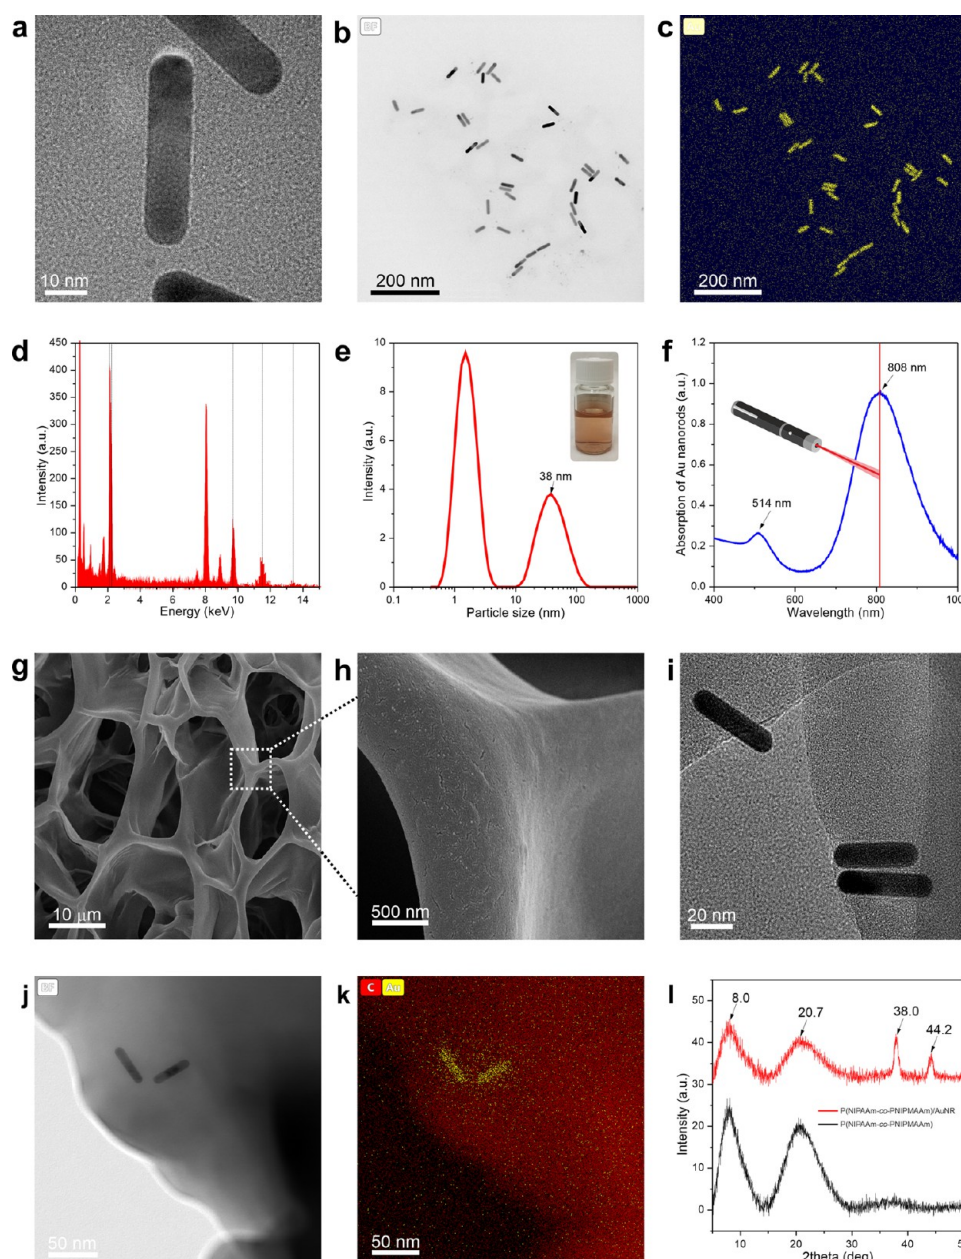 a
b
c
BF
10 nm
200 nm
200 nm
d
e
f
450
400
350
300
250
200
150
100
50
0
Intensity (a.u.)
0 2 4 6 8 10 12 14
Energy (keV)
10
8
6
4
2
0
Intensity (a.u.)
38 nm
0.1 1 10 100 1000
Particle size (nm)
1.2
1.0
0.8
0.6
0.4
0.2
0.0
Absorption of Au nanorods (a.u.)
808 nm
514 nm
400 600 800 100
Wavelength (nm)
g
h
i
10 μm
500 nm
20 nm
j
k
l
BF
C Au
50 nm
50 nm
50
40
30
20
10
0
Intensity (a.u.)
8.0
20.7
38.0
44.2
P(NIPAAm-co-PNIPMAAm)/AuNR
P(NIPAAm-co-PNIPMAAm)
10 20 30 40 50
2theta (deg)